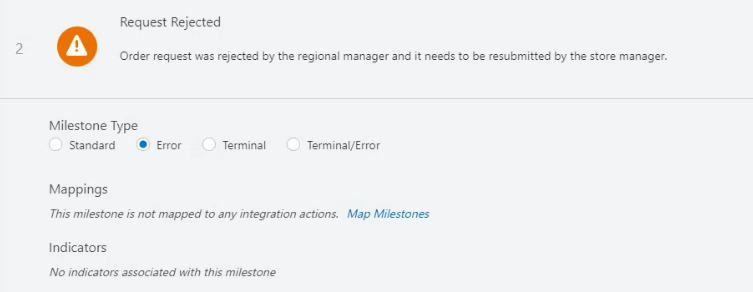 Request Rejected
2
Order request was rejected by the regional manager and it needs to be resubmitted by the store manager.
Milestone Type
Standard Error Terminal Terminal/Error
Mappings
This milestone is not mapped to any integration actions. Map Milestones
Indicators
No indicators associated with this milestone